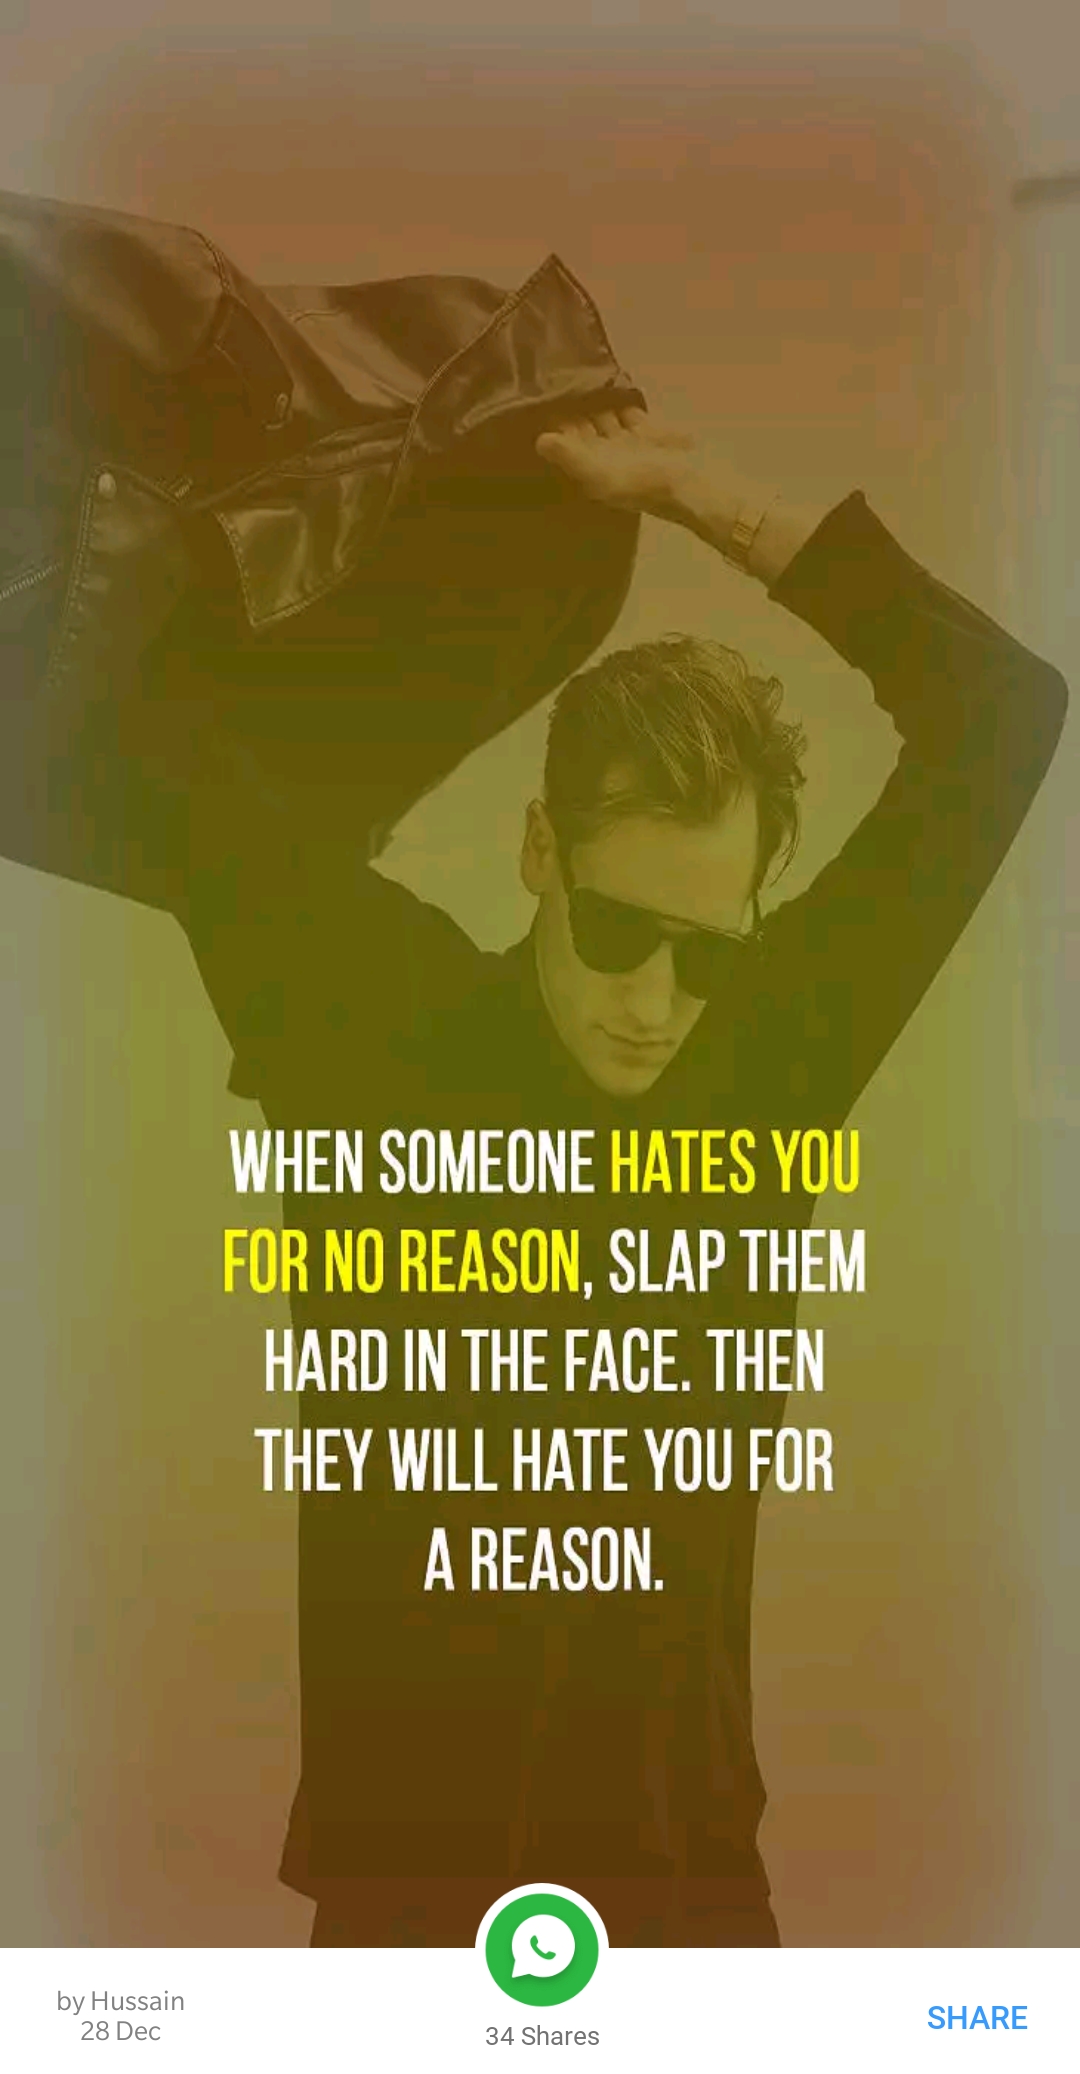 WHEN SOMEONE HATES YOU
FOR NO REASON, SLAP THEM
HARD IN THE FACE. THEN
THEY WILL HATE YOU FOR
A REASON.
by Hussain
28 Dec
34 Shares
SHARE